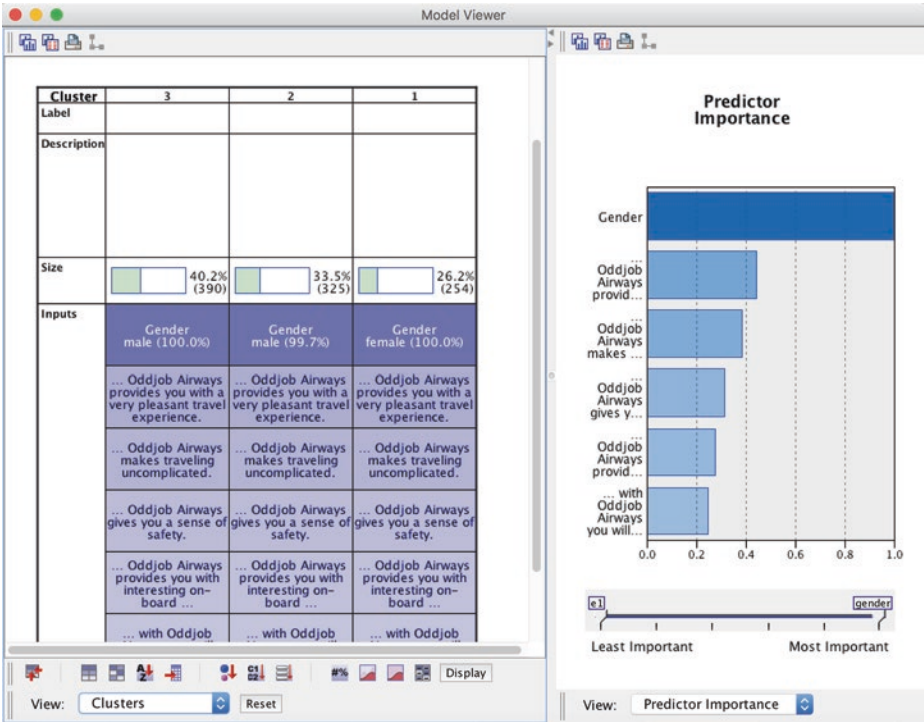 Model Viewer
Cluster 3 2 1
Label
Description
Size
40.2%
(390)
33.5%
(325)
26.2%
(254)
Inputs
Gender
male (100.0%)
Gender
male (99.7%)
Gender
female (100.0%)
... Oddjob Airways
provides you with a
very pleasant travel
experience.
... Oddjob Airways
provides you with a
very pleasant travel
experience.
... Oddjob Airways
provides you with a
very pleasant travel
experience.
... Oddjob Airways
makes traveling
uncomplicated.
... Oddjob Airways
makes traveling
uncomplicated.
... Oddjob Airways
makes traveling
uncomplicated.
... Oddjob Airways
gives you a sense of
safety.
... Oddjob Airways
gives you a sense of
safety.
... Oddjob Airways
gives you a sense of
safety.
... Oddjob Airways
provides you with
interesting on-
board ...
... Oddjob Airways
provides you with
interesting on-
board ...
... Oddjob Airways
provides you with
interesting on-
board ...
... with Oddjob
... with Oddjob
... with Oddjob
#%
Display
View: Clusters Reset
Predictor
Importance
Gender
...
Oddjob
Airways
provid...
...
Oddjob
Airways
makes ...
...
Oddjob
Airways
gives y...
...
Oddjob
Airways
provid...
... with
Oddjob
Airways
you will...
0.0 0.2 0.4 0.6 0.8 1.0
e1 gender
Least Important Most Important
View: Predictor Importance